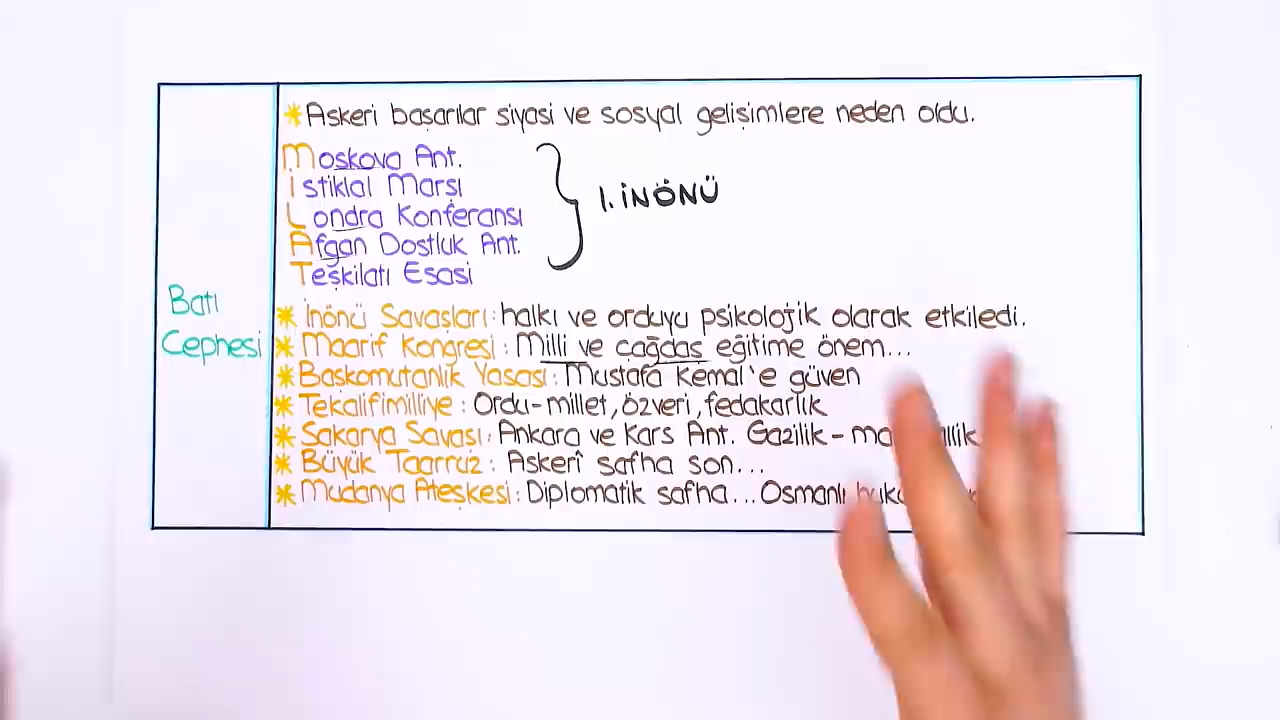 *Askeri başarılar siyasi ve sosyal gelişimlere neden oldu.
Moskova Ant.
İstiklal Marşı
Londra Konferansı
Afgan Dostluk Ant.
Teşkilatı Esasi
1. İNÖNÜ
Batı
Cephesi
* İnönü Savaşları: halkı ve orduyu psikolojik olarak etkiledi.
* Maarif Kongresi: Milli ve çağdaş eğitime önem...
* Başkomutanlık Yasası: Mustafa Kemal'e güven
* Tekalifimilliye: Ordu-millet, özveri, fedakarlık
* Sakarya Savaşı: Ankara ve Kars Ant. Gazilik -
* Büyük Taarruz: Askerî safha son...
* Mudanya Ateşkesi: Diplomatik safha... Osmanlı